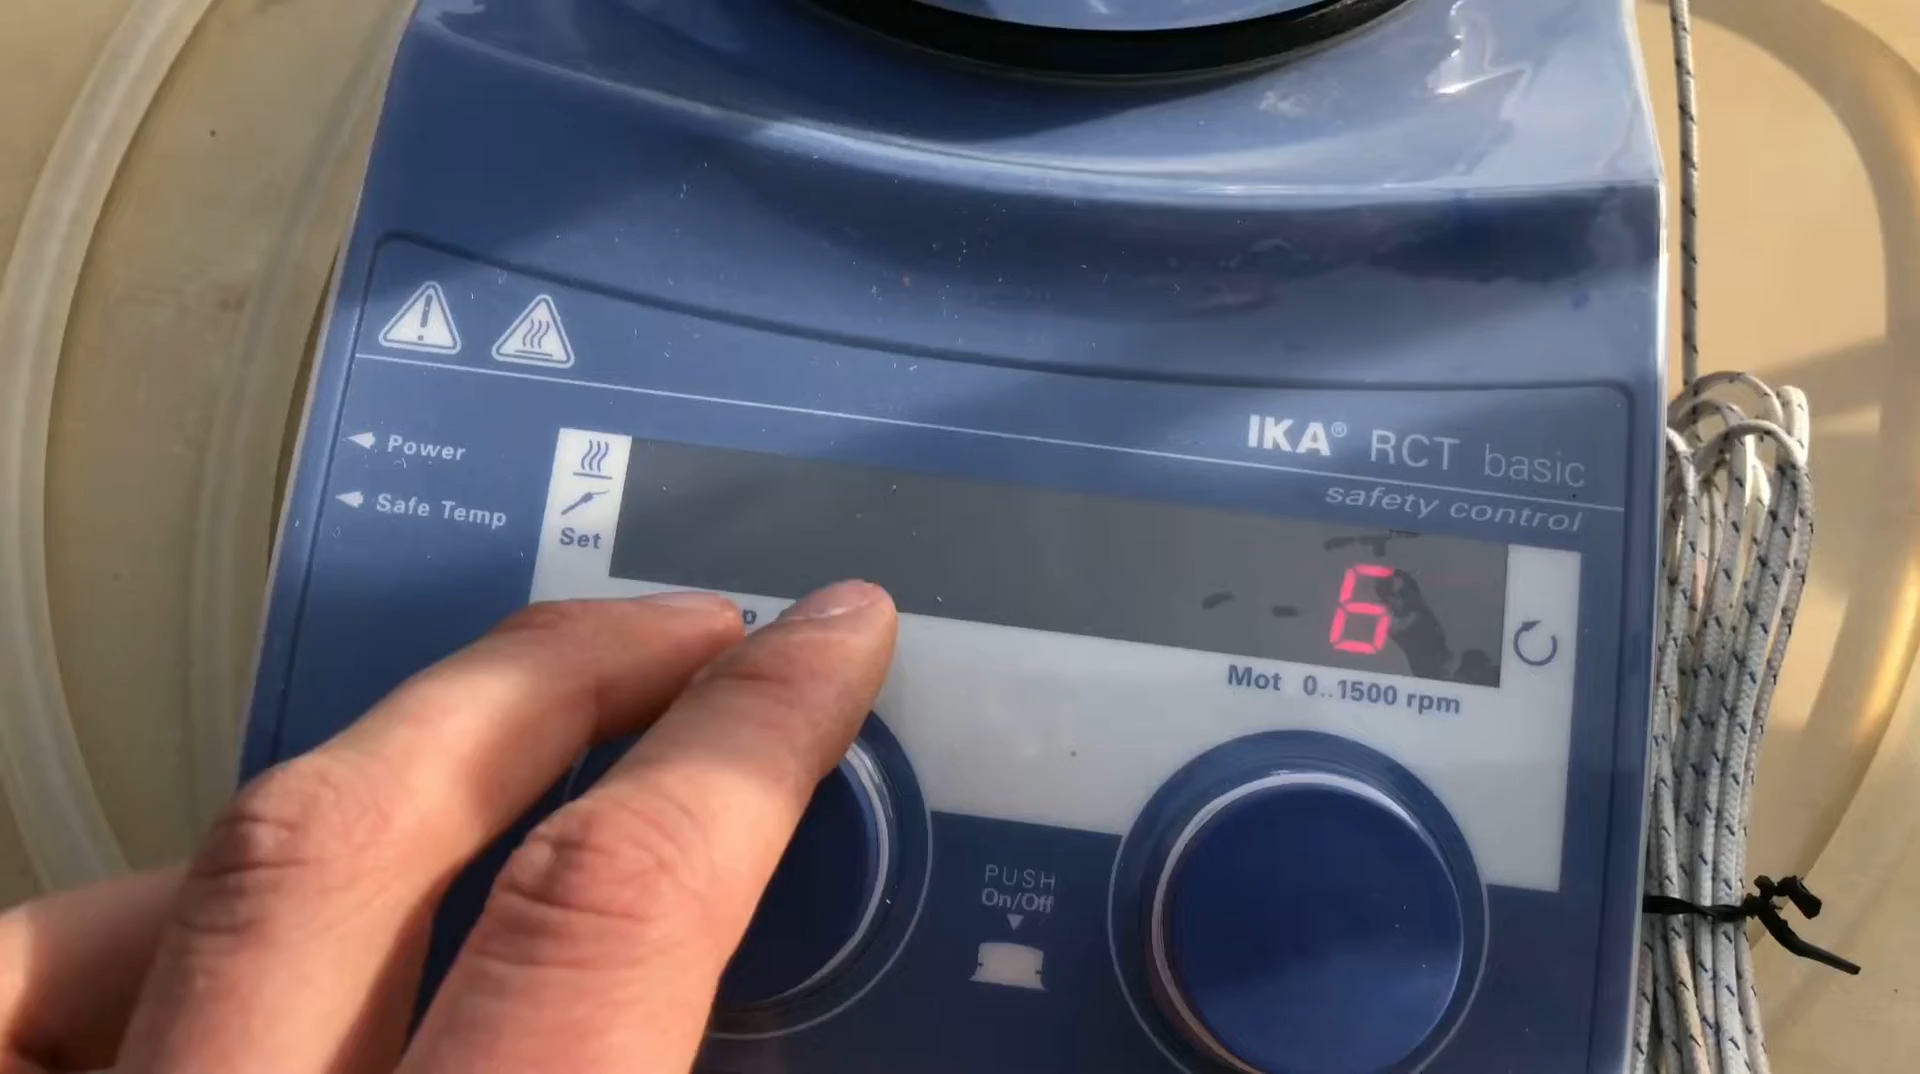 IKA® RCT basic
safety control
Power
Safe Temp
Set
6
Mot 0..1500 rpm
PUSH
On/Off